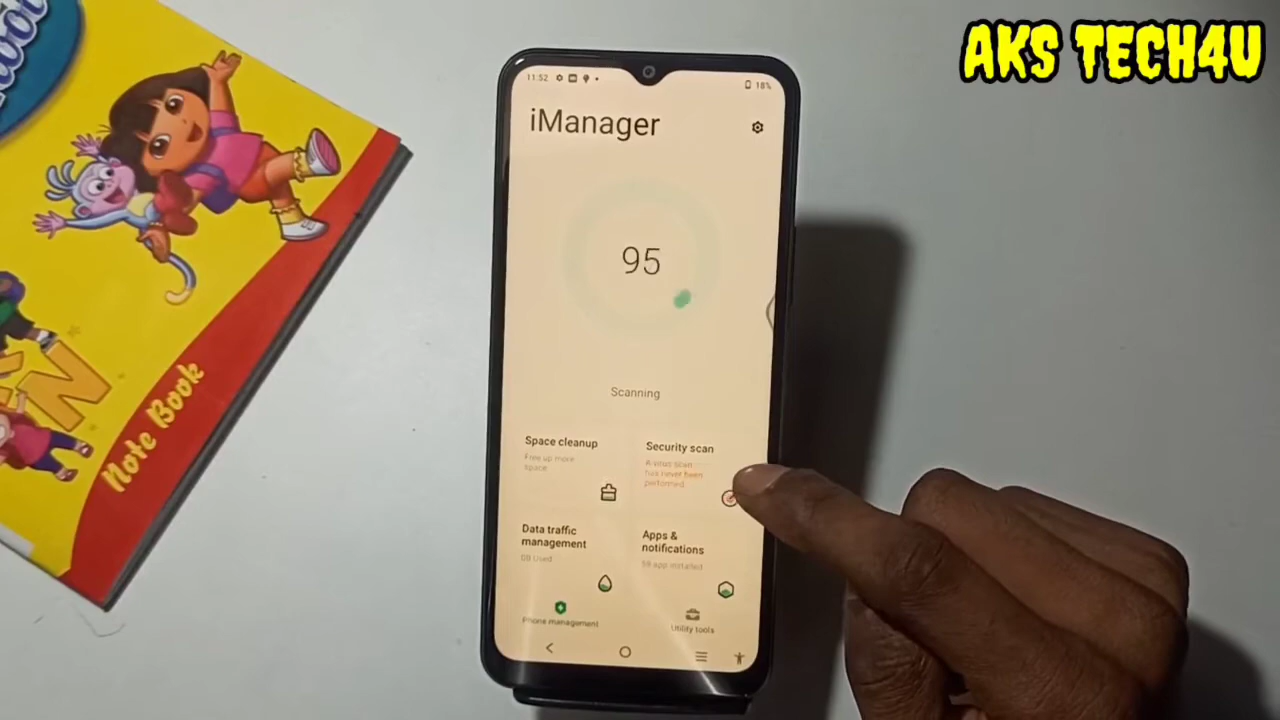 AKS TECH4U
11:52
18%
iManager
95
Scanning
Space cleanup
Free up more
space
Security scan
A virus scan
has never been
performed
Data traffic
management
0B Used
Apps &
notifications
59 app installed
Phone management
Utility tools
Note Book